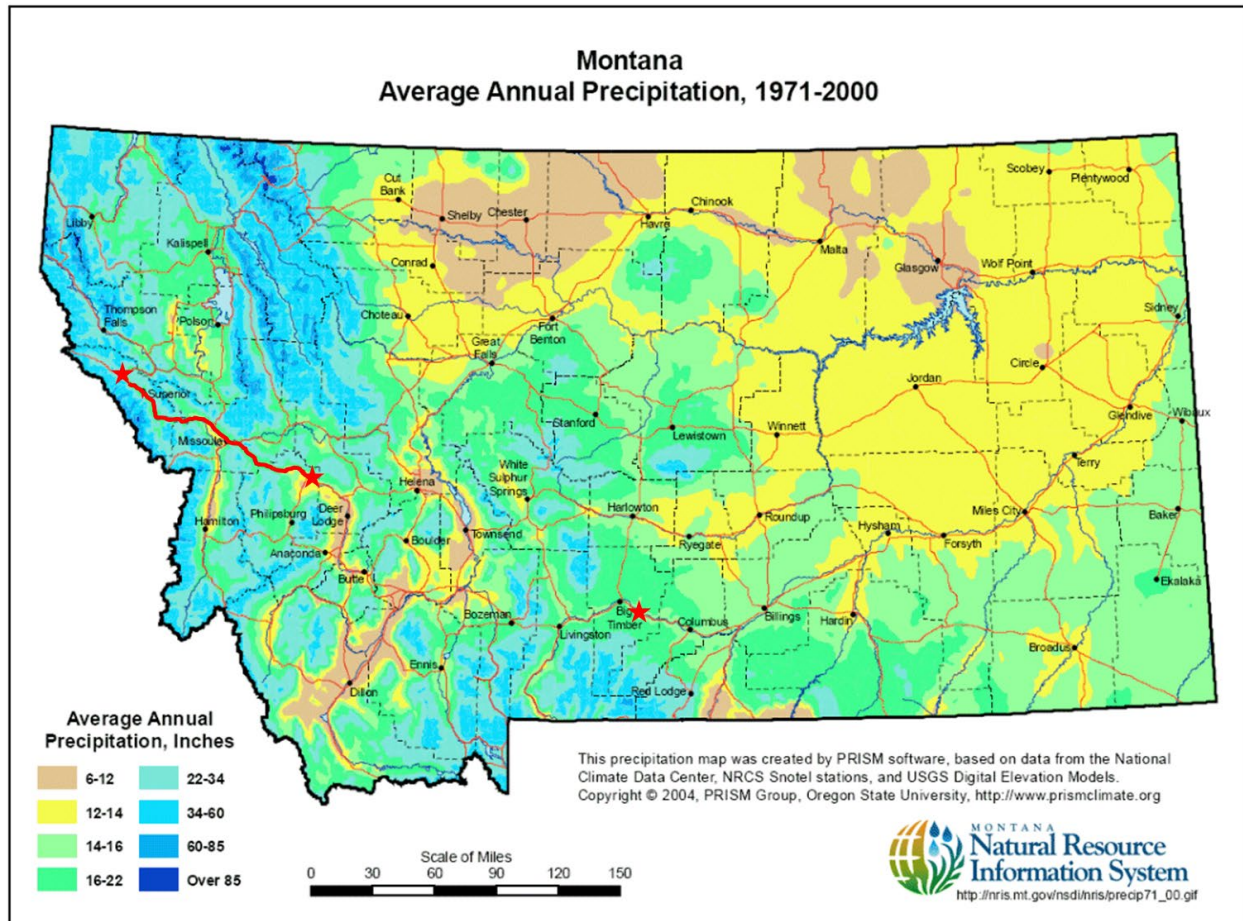 Montana
Average Annual Precipitation, 1971-2000
Scobey
Plentywood
Cut
Bank
Shelby
Chester
Chinook
Havre
Libby
Kalispell
Malta
Glasgow
Wolf Point
Conrad
Thompson
Falls
Polson
Choteau
Fort
Benton
Sidney
Great
Falls
Circle
Superior
Jordan
Glendive
Wibaux
Stanford
Lewistown
Winnett
Missoula
Terry
White
Sulphur
Springs
Helena
Philipsburg
Deer
Lodge
Harlowton
Roundup
Miles City
Baker
Hamilton
Townsend
Hysham
Forsyth
Anaconda
Boulder
Ryegate
Butte
Ekalaka
Bozeman
Big
Timber
Livingston
Columbus
Billings
Hardin
Broadus
Ennis
Dillon
Red Lodge
Average Annual
Precipitation, Inches
6-12 22-34
12-14 34-60
14-16 60-85
16-22 Over 85
This precipitation map was created by PRISM software, based on data from the National
Climate Data Center, NRCS Snotel stations, and USGS Digital Elevation Models.
Copyright © 2004, PRISM Group, Oregon State University, http://www.prismclimate.org
Scale of Miles
0 30 60 90 120 150
MONTANA
Natural Resource
Information System
http://nris.mt.gov/nsdi/nris/precip71_00.gif